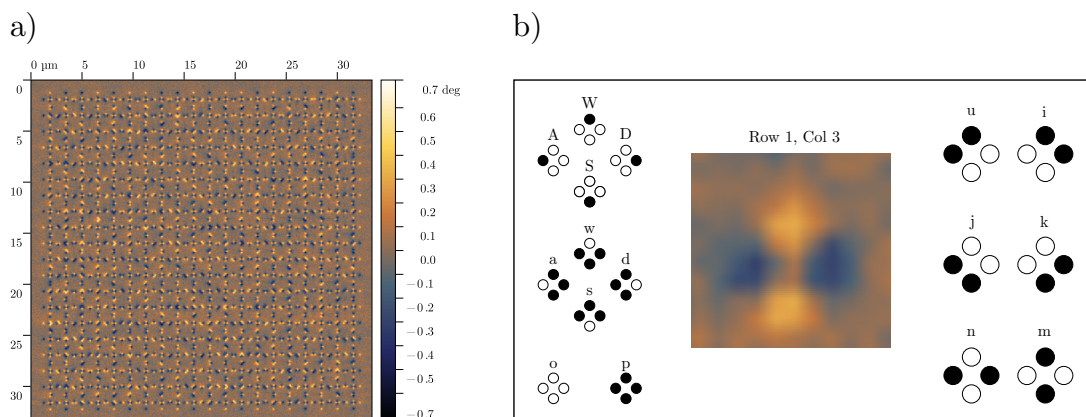 a)
0 µm 5 10 15 20 25 30
0
5
10
15
20
25
30
0.7 deg
0.6
0.5
0.4
0.3
0.2
0.1
0.0
−0.1
−0.2
−0.3
−0.4
−0.5
−0.6
−0.7
b)
W
A D
S
w
a d
s
o p
Row 1, Col 3
u i
j k
n m